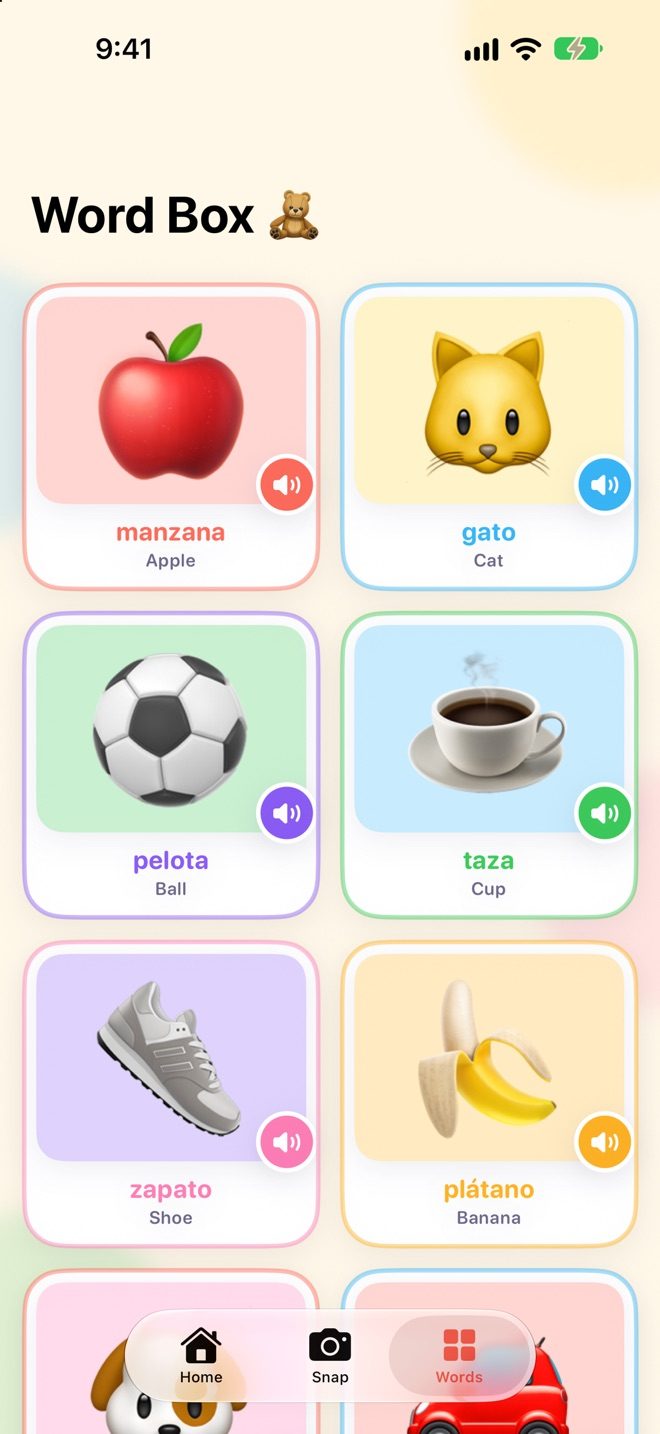 9:41
Word Box 🧸
manzana
Apple
gato
Cat
pelota
Ball
taza
Cup
zapato
Shoe
plátano
Banana
Home
Snap
Words